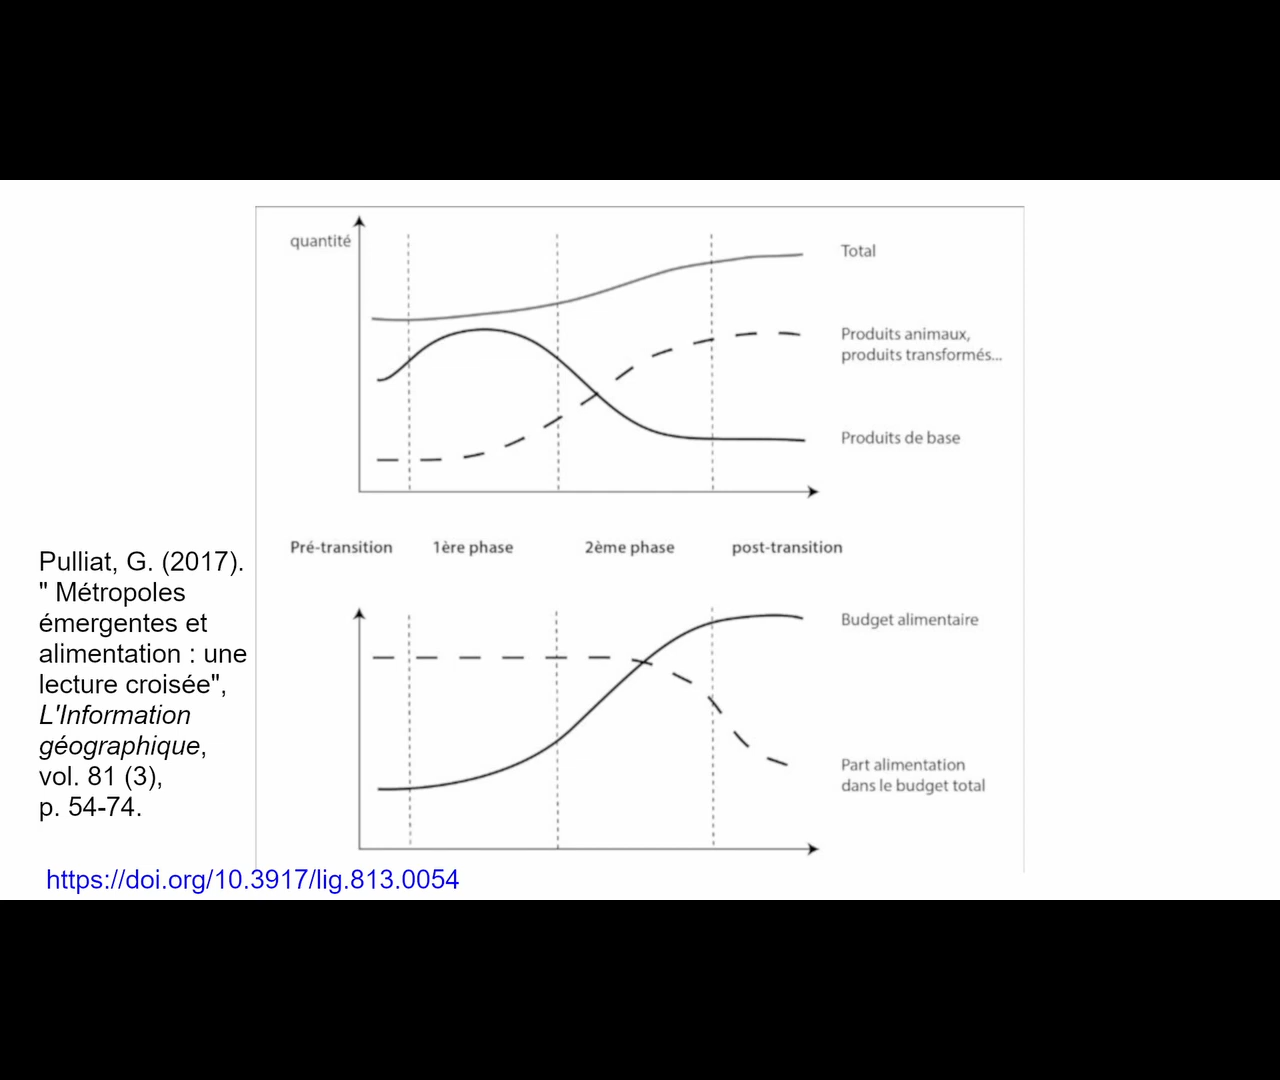 quantité
Total
Produits animaux,
produits transformés...
Produits de base
Pré-transition 1ère phase 2ème phase post-transition
Budget alimentaire
Part alimentation
dans le budget total
Pulliat, G. (2017).
" Métropoles
émergentes et
alimentation : une
lecture croisée",
L'Information
géographique,
vol. 81 (3),
p. 54-74.
https://doi.org/10.3917/lig.813.0054